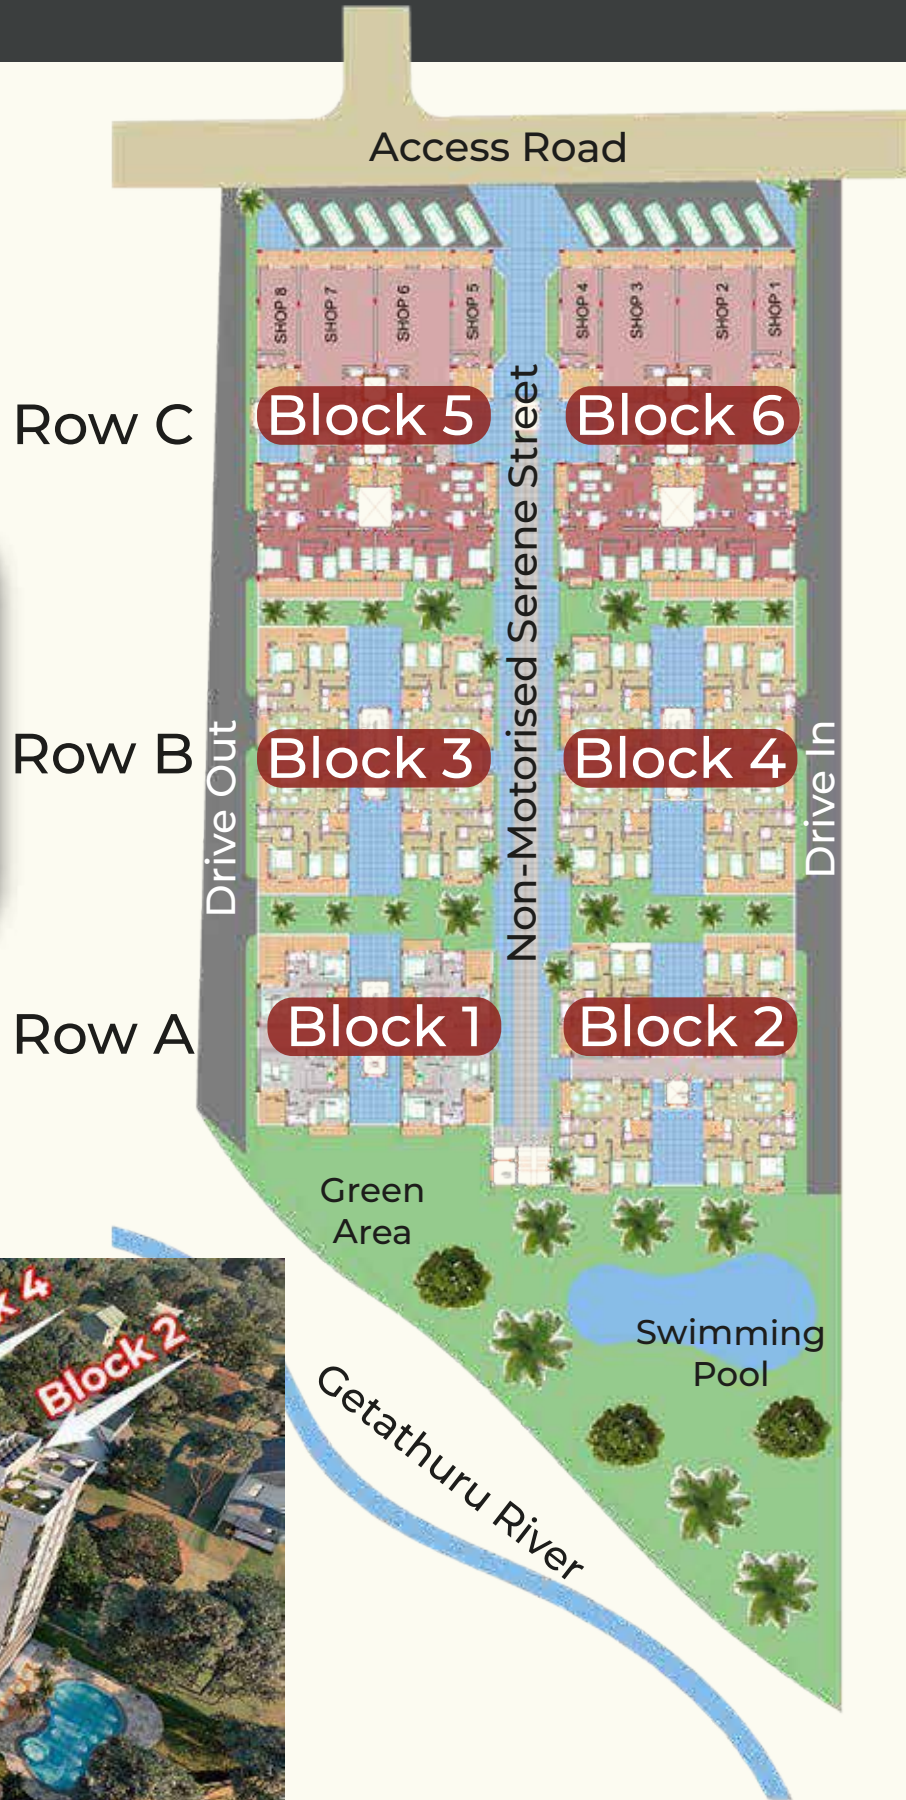 Access Road
SHOP 8
SHOP 7
SHOP 6
SHOP 5
SHOP 4
SHOP 3
SHOP 2
SHOP 1
Row C
Block 5
Block 6
Non-Motorised Serene Street
Row B
Drive Out
Block 3
Block 4
Drive In
Row A
Block 1
Block 2
Green
Area
Swimming
Pool
Getathuru River
k 4
Block 2